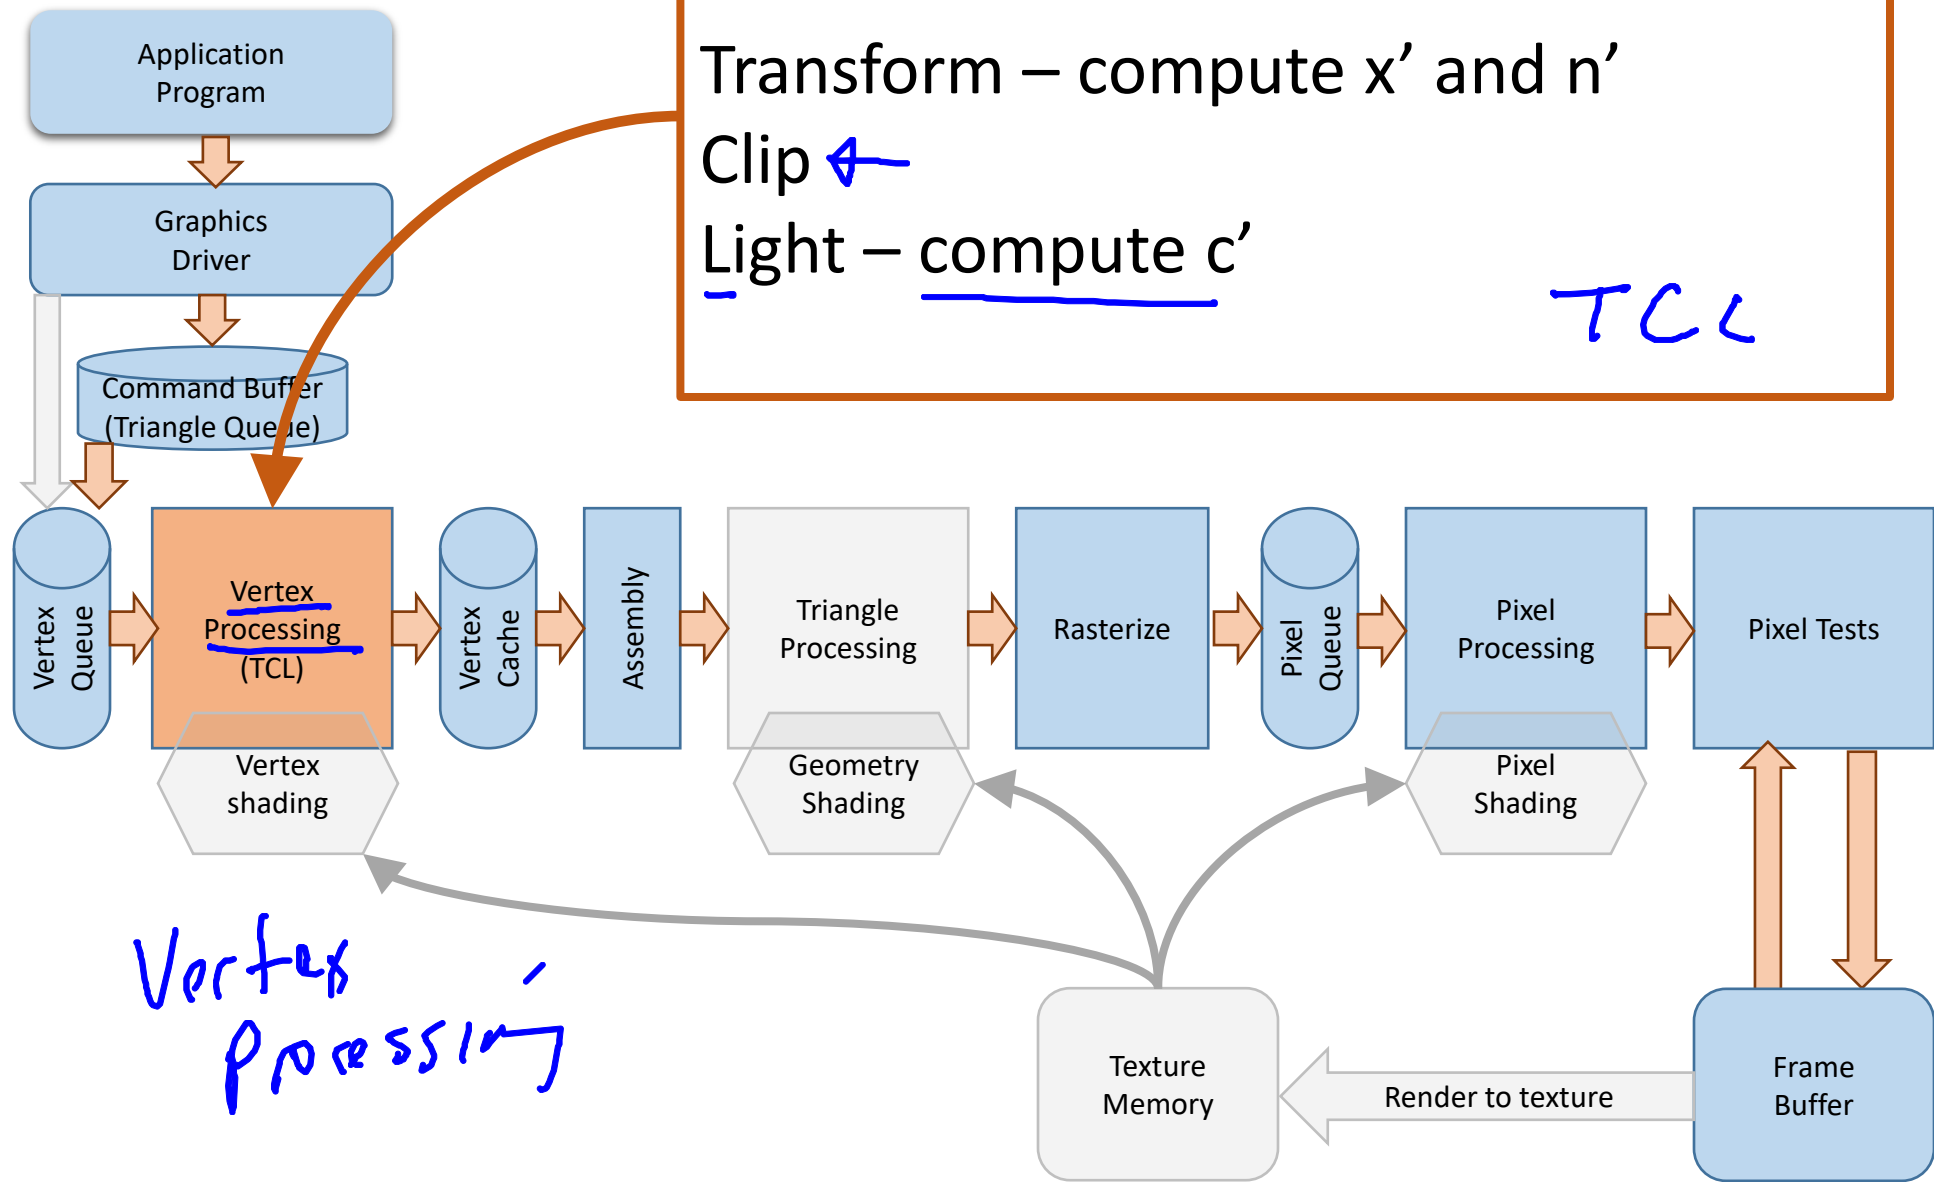 Application
Program
Transform – compute x’ and n’
Clip
Light – compute c’
TCL
Graphics
Driver
Command Buffer
(Triangle Queue)
Vertex
Queue
Vertex
Processing
(TCL)
Vertex
Cache
Assembly
Triangle
Processing
Rasterize
Pixel
Queue
Pixel
Processing
Pixel Tests
Vertex
shading
Geometry
Shading
Pixel
Shading
Vertex
Processing
Texture
Memory
Render to texture
Frame
Buffer